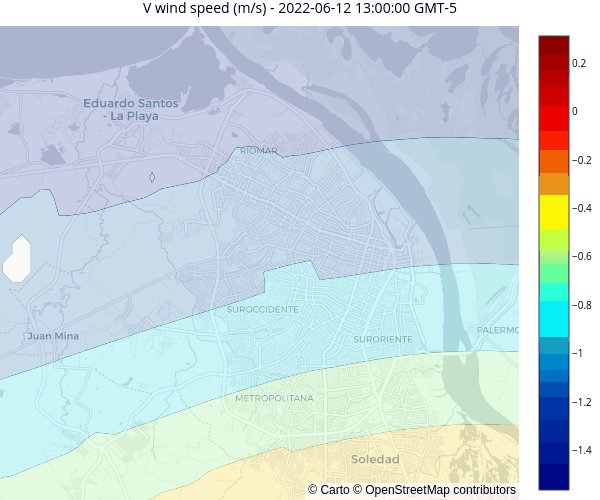 V wind speed (m/s) - 2022-06-12 13:00:00 GMT-5
Eduardo Santos
- La Playa
RIOMAR
SUROCCIDENTE
Juan Mina
SURORIENTE
PALERMO
METROPOLITANA
Soledad
© Carto © OpenStreetMap contributors
0.2
0
−0.2
−0.4
−0.6
−0.8
−1
−1.2
−1.4